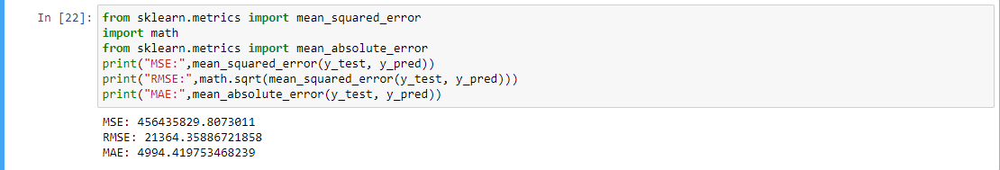 In [22]: from sklearn.metrics import mean_squared_error
import math
from sklearn.metrics import mean_absolute_error
print("MSE:",mean_squared_error(y_test, y_pred))
print("RMSE:",math.sqrt(mean_squared_error(y_test, y_pred)))
print("MAE:",mean_absolute_error(y_test, y_pred))
MSE: 456435829.8073011
RMSE: 21364.35886721858
MAE: 4994.419753468239